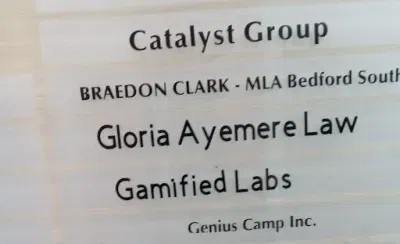 Catalyst Group
BRAEDON CLARK - MLA Bedford South
Gloria Ayemere Law
Gamified Labs
Genius Camp Inc.